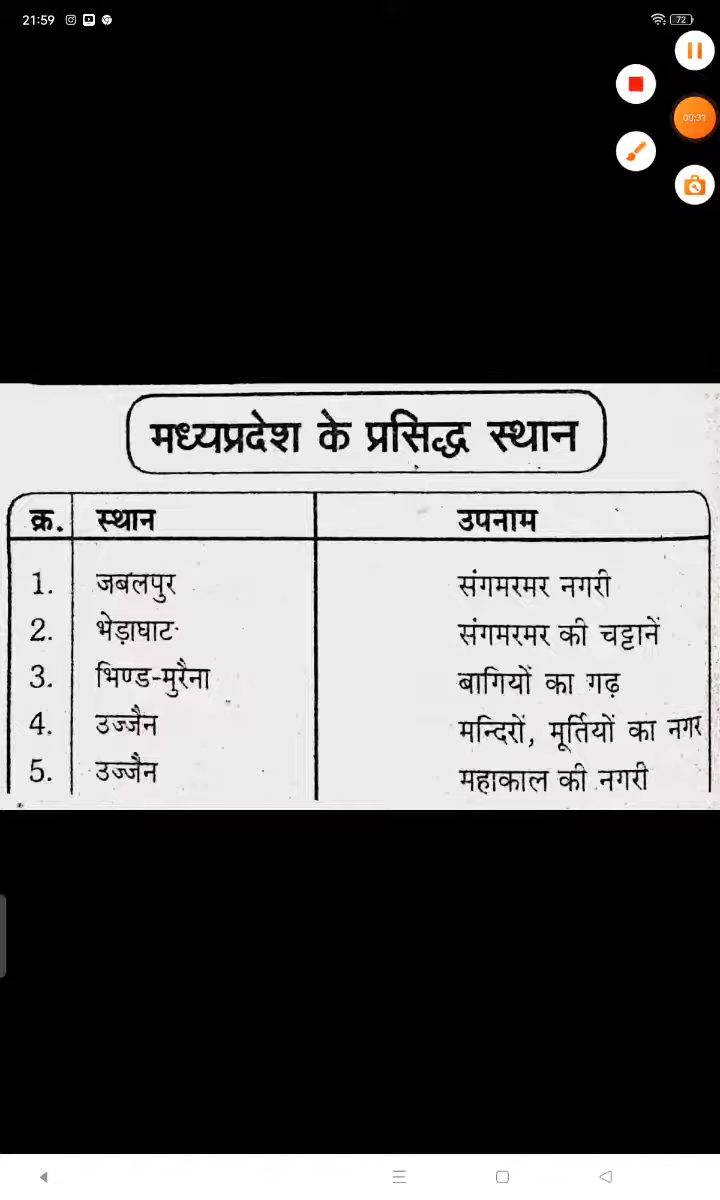 21:59
72
00:31
मध्यप्रदेश के प्रसिद्ध स्थान
क्र. स्थान उपनाम
1. जबलपुर संगमरमर नगरी
2. भेड़ाघाट संगमरमर की चट्टानें
3. भिण्ड-मुरैना बागियों का गढ़
4. उज्जैन मन्दिरों, मूर्तियों का नगर
5. उज्जैन महाकाल की नगरी